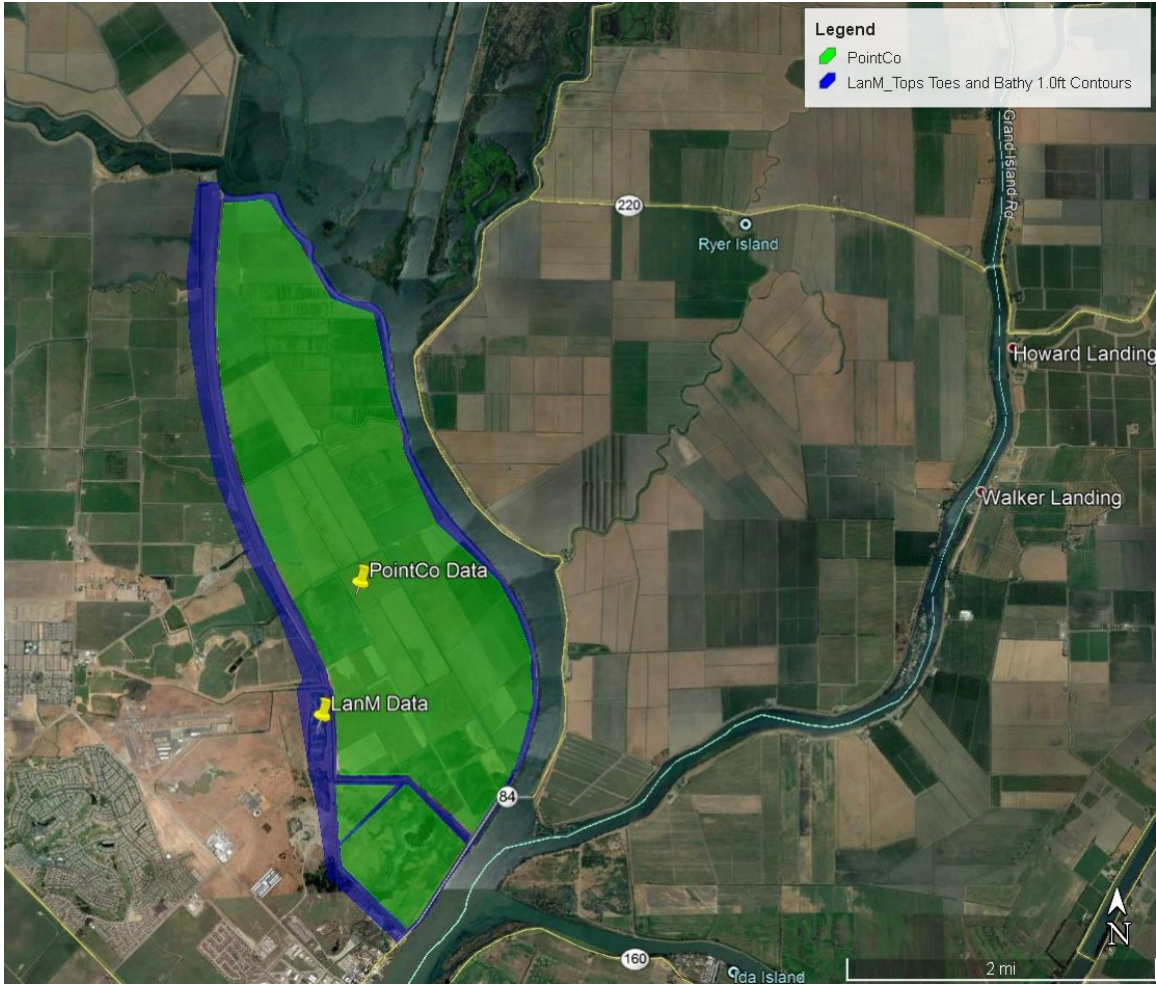 Legend
PointCo
LanM_Tops Toes and Bathy 1.0ft Contours
Grand Island Rd
220
Ryer Island
Howard Landing
Walker Landing
PointCo Data
LanM Data
84
N
160
2 mi
Ida Island